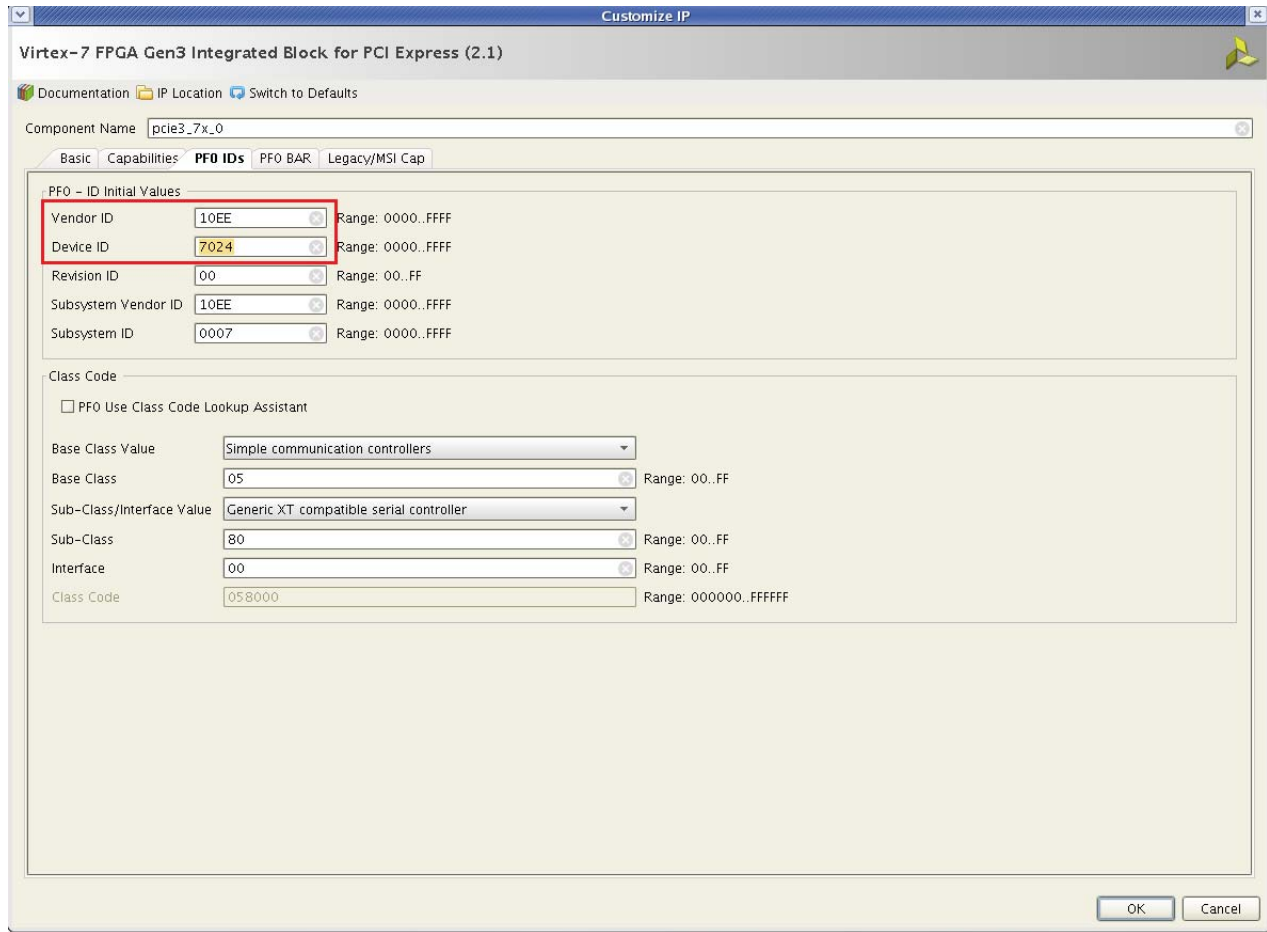 Customize IP
Virtex-7 FPGA Gen3 Integrated Block for PCI Express (2.1)
Documentation IP Location Switch to Defaults
Component Name pcie3_7x_0
Basic Capabilities PF0 IDs PF0 BAR Legacy/MSI Cap
PF0 - ID Initial Values
Vendor ID 10EE Range: 0000..FFFF
Device ID 7024 Range: 0000..FFFF
Revision ID 00 Range: 00..FF
Subsystem Vendor ID 10EE Range: 0000..FFFF
Subsystem ID 0007 Range: 0000..FFFF
Class Code
PF0 Use Class Code Lookup Assistant
Base Class Value Simple communication controllers
Base Class 05 Range: 00..FF
Sub-Class/Interface Value Generic XT compatible serial controller
Sub-Class 80 Range: 00..FF
Interface 00 Range: 00..FF
Class Code 058000 Range: 000000..FFFFFF
OK Cancel